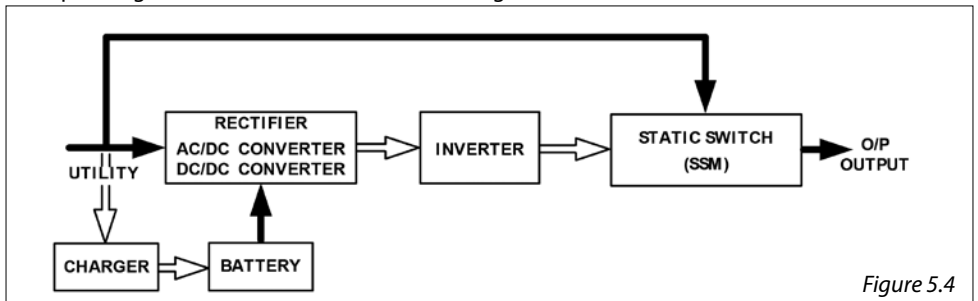 RECTIFIER
AC/DC CONVERTER
DC/DC CONVERTER
INVERTER
STATIC SWITCH
(SSM)
O/P
OUTPUT
UTILITY
CHARGER
BATTERY
Figure 5.4